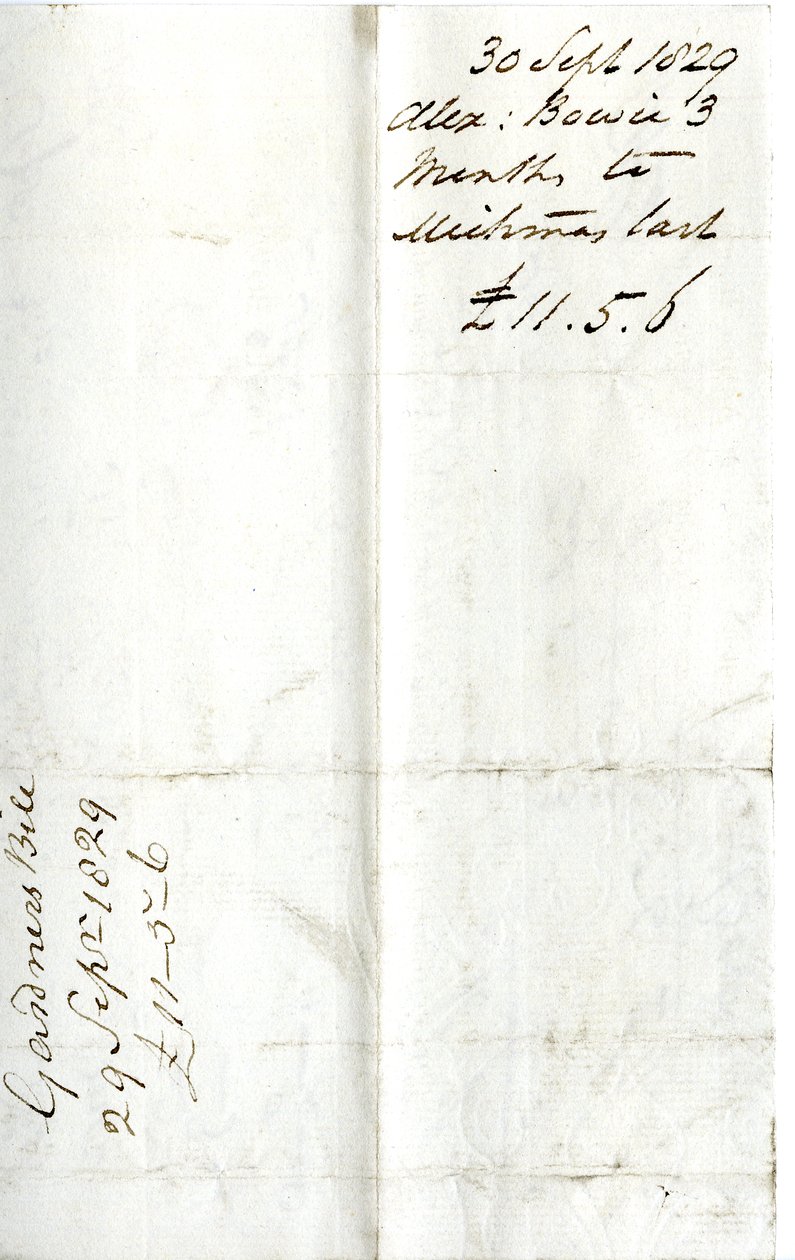 30 Sept 1829
Alex: Bowie 3
Months to
Michmas last
£11.5.6
Gardners Bill
29 Sepr 1829
£11-5-6